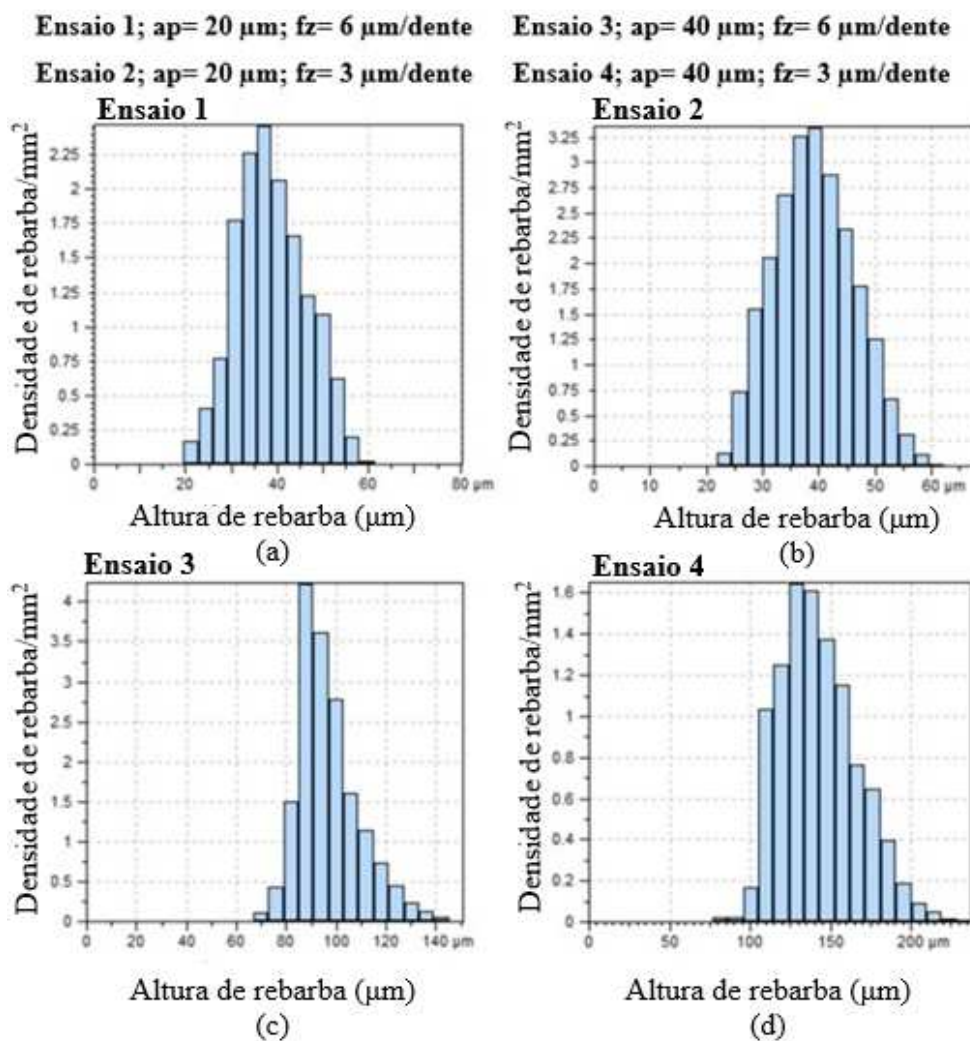 Ensaio 1; ap= 20 µm; fz= 6 µm/dente
Ensaio 3; ap= 40 µm; fz= 6 µm/dente
Ensaio 2; ap= 20 µm; fz= 3 µm/dente
Ensaio 4; ap= 40 µm; fz= 3 µm/dente
Ensaio 1
Densidade de rebarba/mm²
2.25
2
1.75
1.5
1.25
1
0.75
0.5
0.25
0
0 20 40 60 80 µm
Altura de rebarba (µm)
(a)
Ensaio 2
Densidade de rebarba/mm²
3.25
3
2.75
2.5
2.25
2
1.75
1.5
1.25
1
0.75
0.5
0.25
0
0 10 20 30 40 50 60 µm
Altura de rebarba (µm)
(b)
Ensaio 3
Densidade de rebarba/mm²
4
3.5
3
2.5
2
1.5
1
0.5
0
0 20 40 60 80 100 120 140 µm
Altura de rebarba (µm)
(c)
Ensaio 4
Densidade de rebarba/mm²
1.6
1.4
1.2
1
0.8
0.6
0.4
0.2
0
0 50 100 150 200 µm
Altura de rebarba (µm)
(d)